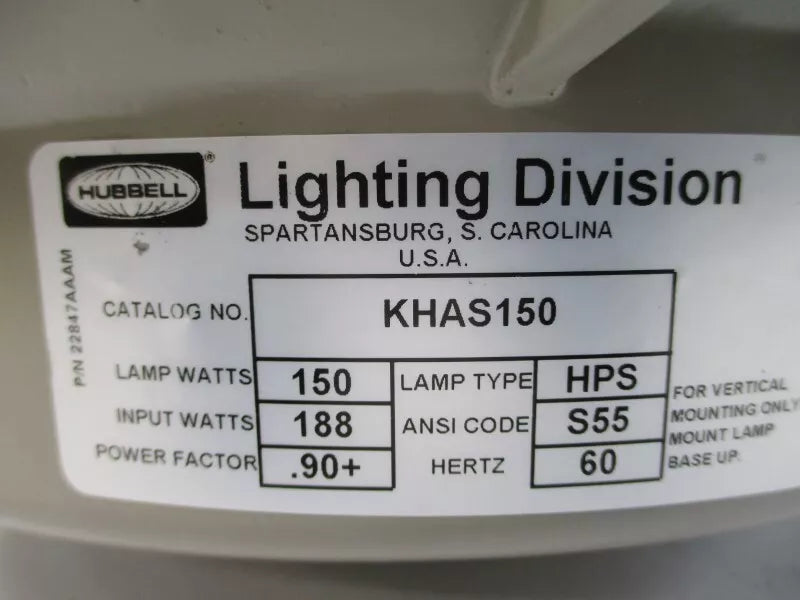 HUBBELL ®
Lighting Division
SPARTANSBURG, S. CAROLINA
U.S.A.
P/N 22847AAAAM
CATALOG NO. KHAS150
LAMP WATTS 150 LAMP TYPE HPS
INPUT WATTS 188 ANSI CODE S55
POWER FACTOR .90+ HERTZ 60
FOR VERTICAL
MOUNTING ONLY
MOUNT LAMP
BASE UP.